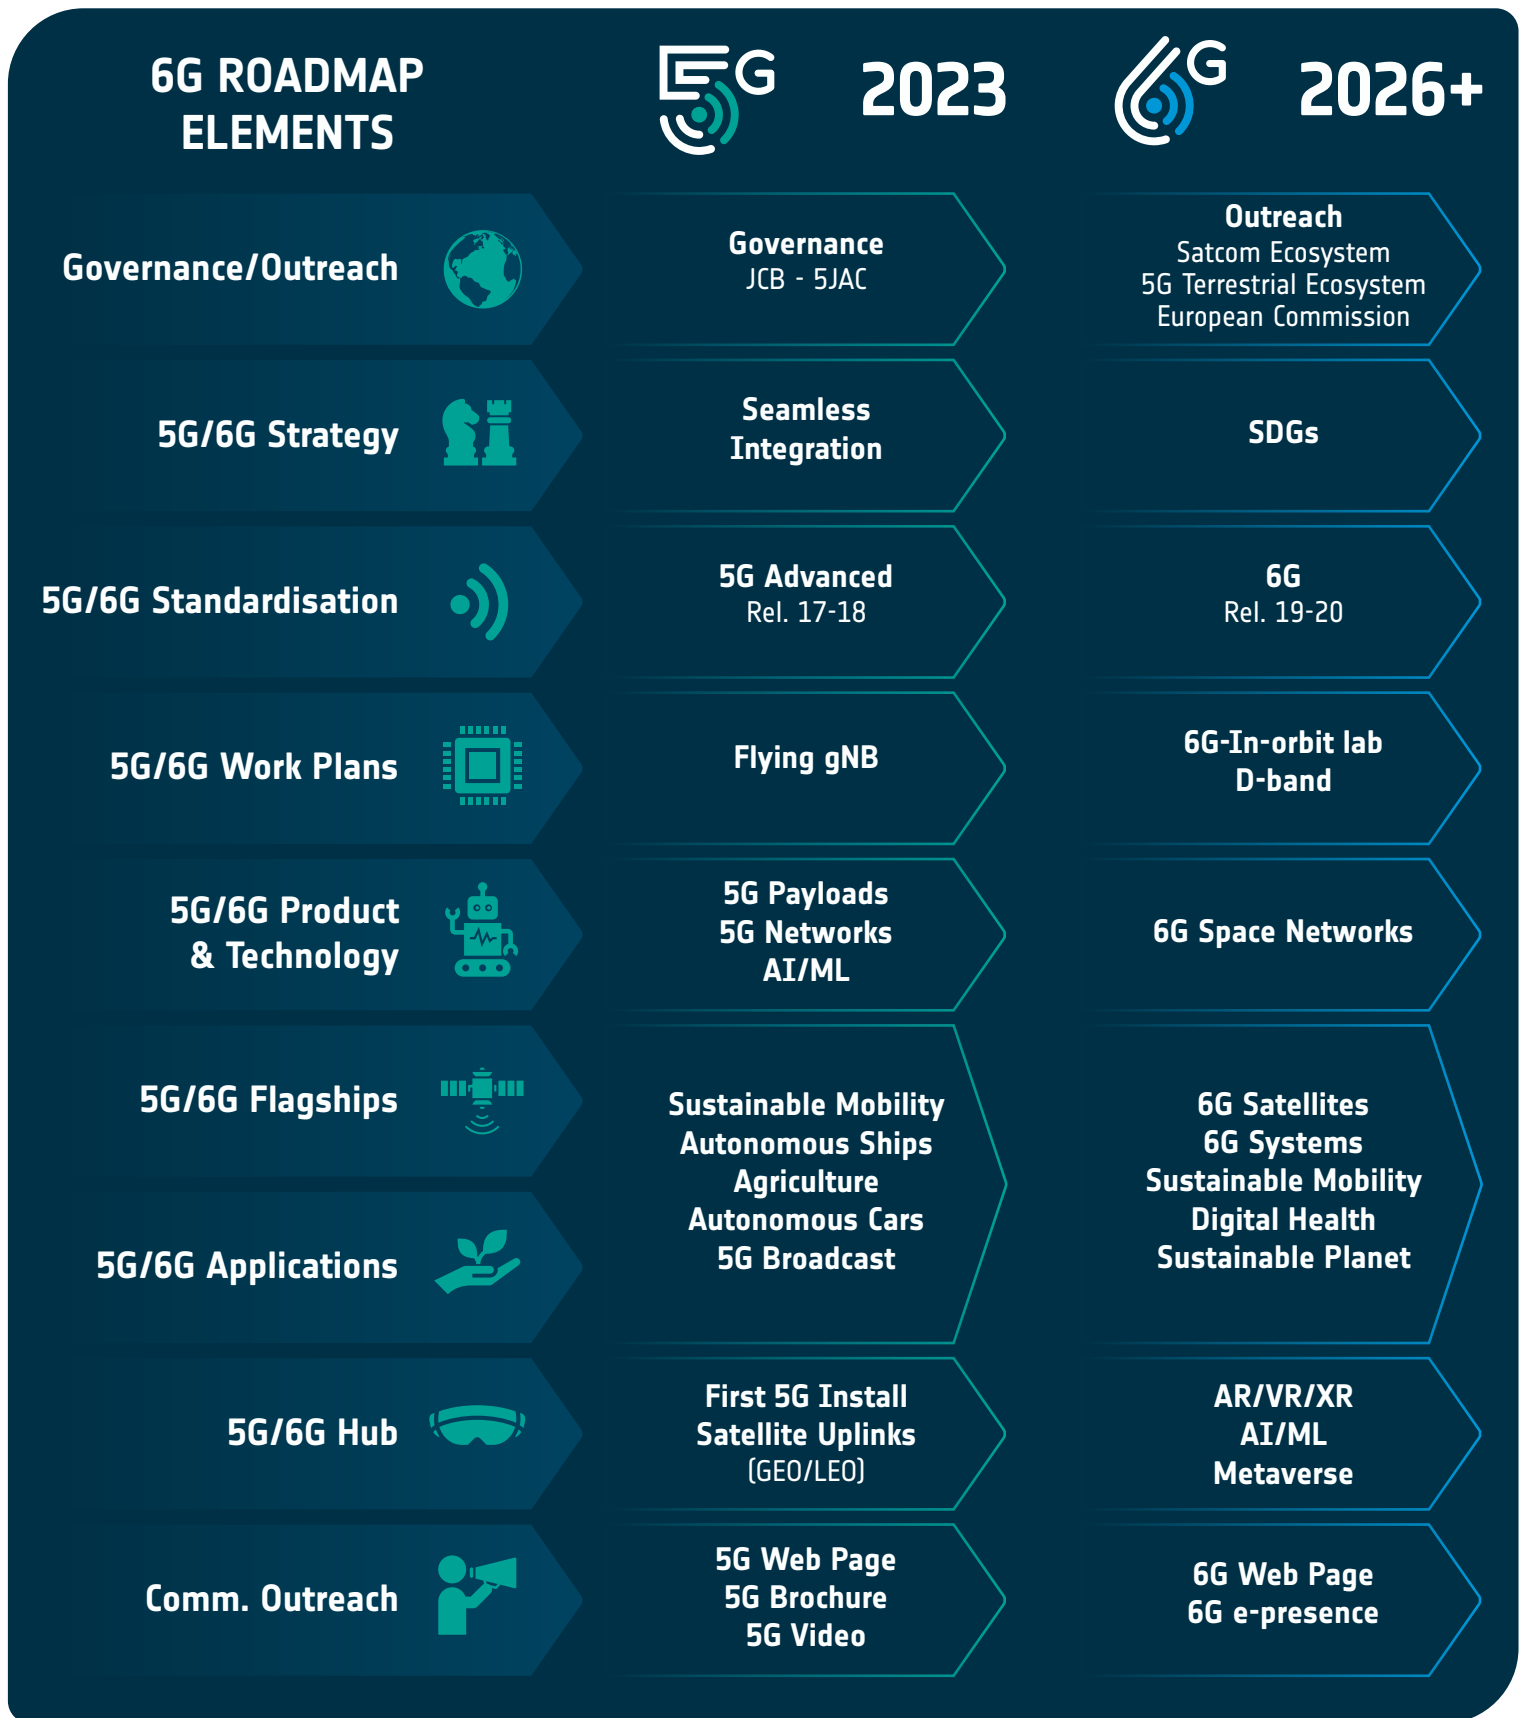 6G ROADMAP
ELEMENTS
5G
2023
6G
2026+
Governance/Outreach
Governance
JCB - 5JAC
Outreach
Satcom Ecosystem
5G Terrestrial Ecosystem
European Commission
5G/6G Strategy
Seamless
Integration
SDGs
5G/6G Standardisation
5G Advanced
Rel. 17-18
6G
Rel. 19-20
5G/6G Work Plans
Flying gNB
6G-In-orbit lab
D-band
5G/6G Product
& Technology
5G Payloads
5G Networks
AI/ML
6G Space Networks
5G/6G Flagships
5G/6G Applications
Sustainable Mobility
Autonomous Ships
Agriculture
Autonomous Cars
5G Broadcast
6G Satellites
6G Systems
Sustainable Mobility
Digital Health
Sustainable Planet
5G/6G Hub
First 5G Install
Satellite Uplinks
(GEO/LEO)
AR/VR/XR
AI/ML
Metaverse
Comm. Outreach
5G Web Page
5G Brochure
5G Video
6G Web Page
6G e-presence